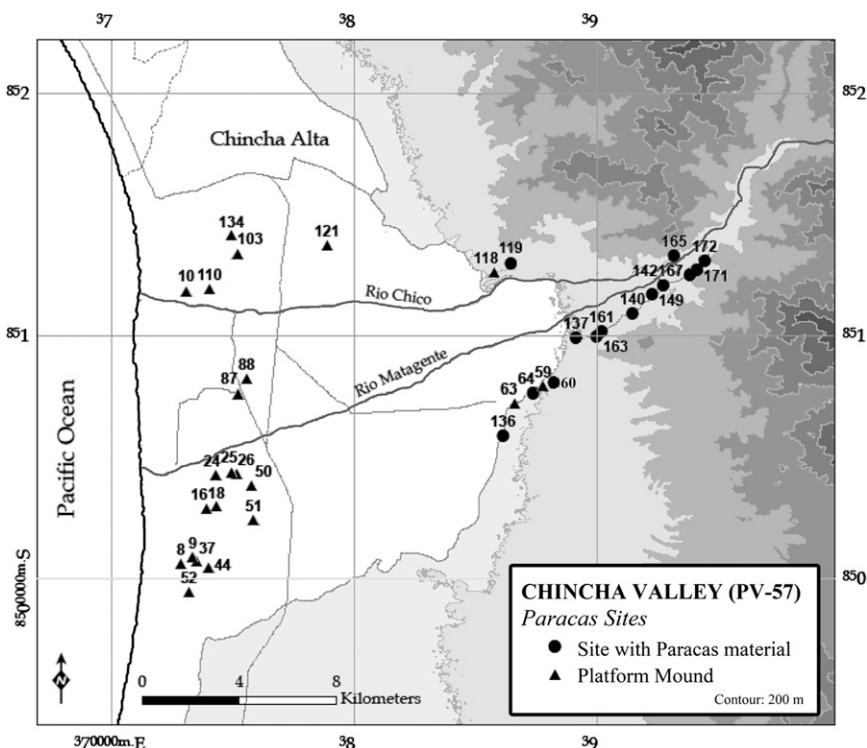 37 38 39
852 852
Chincha Alta
134
103
121
118 119
165 172
10 110
142 167
171
Rio Chico
140 149
161
137
851 851
163
Rio Matagente
88
87
59
64 60
63
136
24 25 26 50
16 18 51
Pacific Ocean
9
8 37
44
52
8500000m.S 850
CHINCHA VALLEY (PV-57)
Paracas Sites
Site with Paracas material
Platform Mound
Contour: 200 m
N
0 4 8
Kilometers
370000m.E 38 39